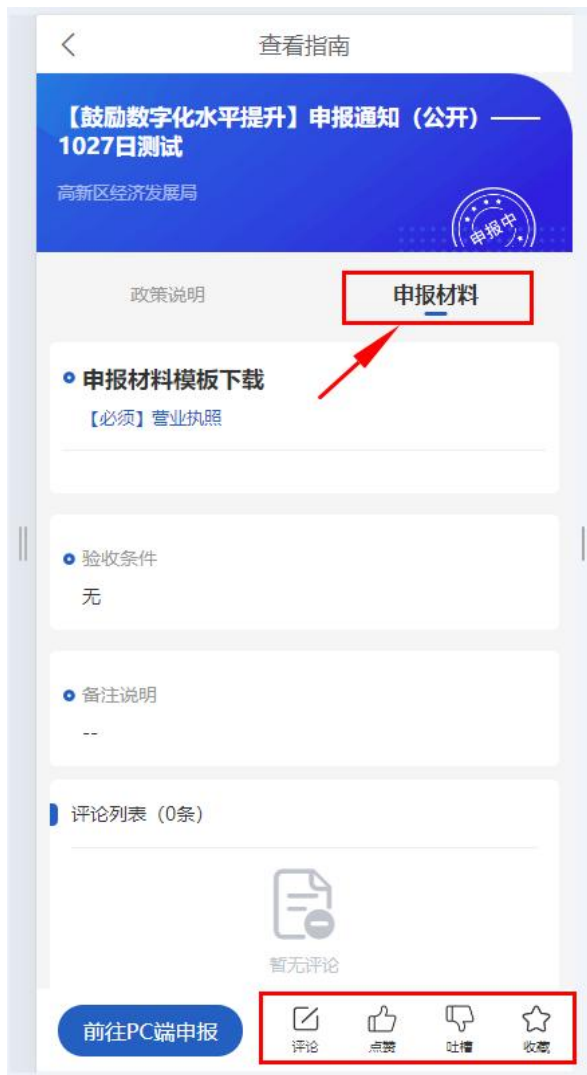 查看指南
【鼓励数字化水平提升】申报通知（公开）——
1027日测试
高新区经济发展局
申报中
政策说明
申报材料
申报材料模板下载
【必须】营业执照
验收条件
无
备注说明
--
评论列表（0条）
暂无评论
前往PC端申报
评论
点赞
吐槽
收藏